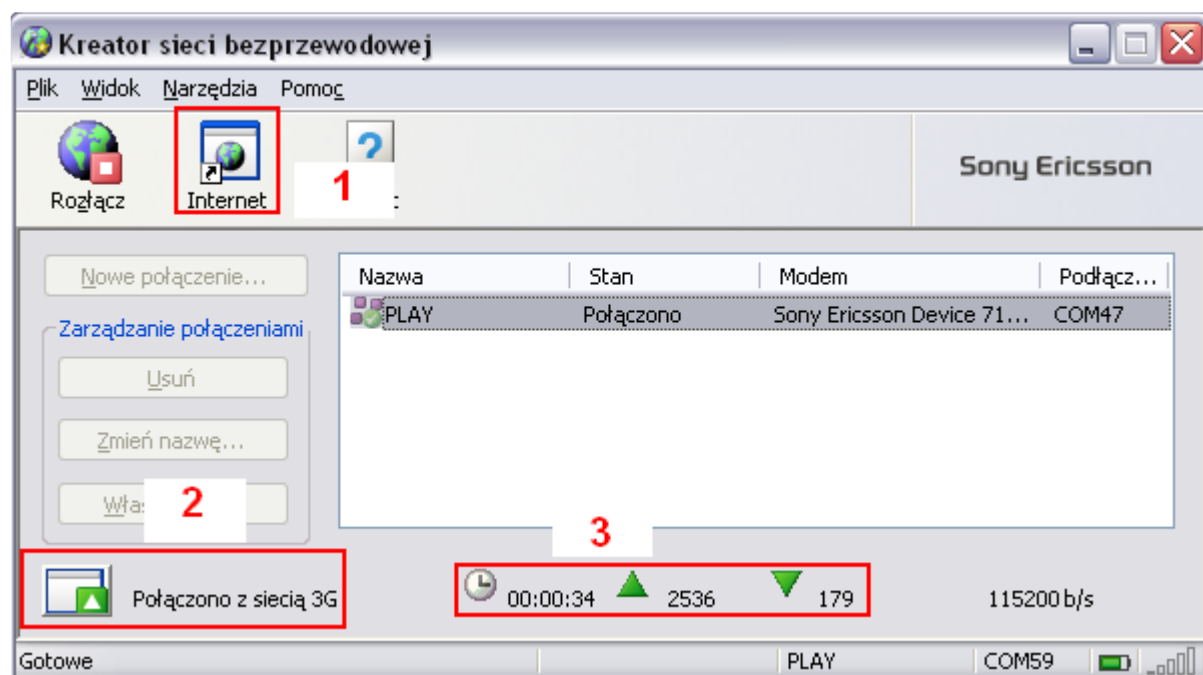 Kreator sieci bezprzewodowej
Plik Widok Narzędzia Pomoc
Rozłącz Internet 1
Sony Ericsson
Nowe połączenie...
Zarządzanie połączeniami
Usuń
Zmień nazwę...
2
Nazwa Stan Modem Podłącz...
PLAY Połączono Sony Ericsson Device 71... COM47
3
Połączono z siecią 3G 00:00:34 2536 179 115200 b/s
Gotowe PLAY COM59